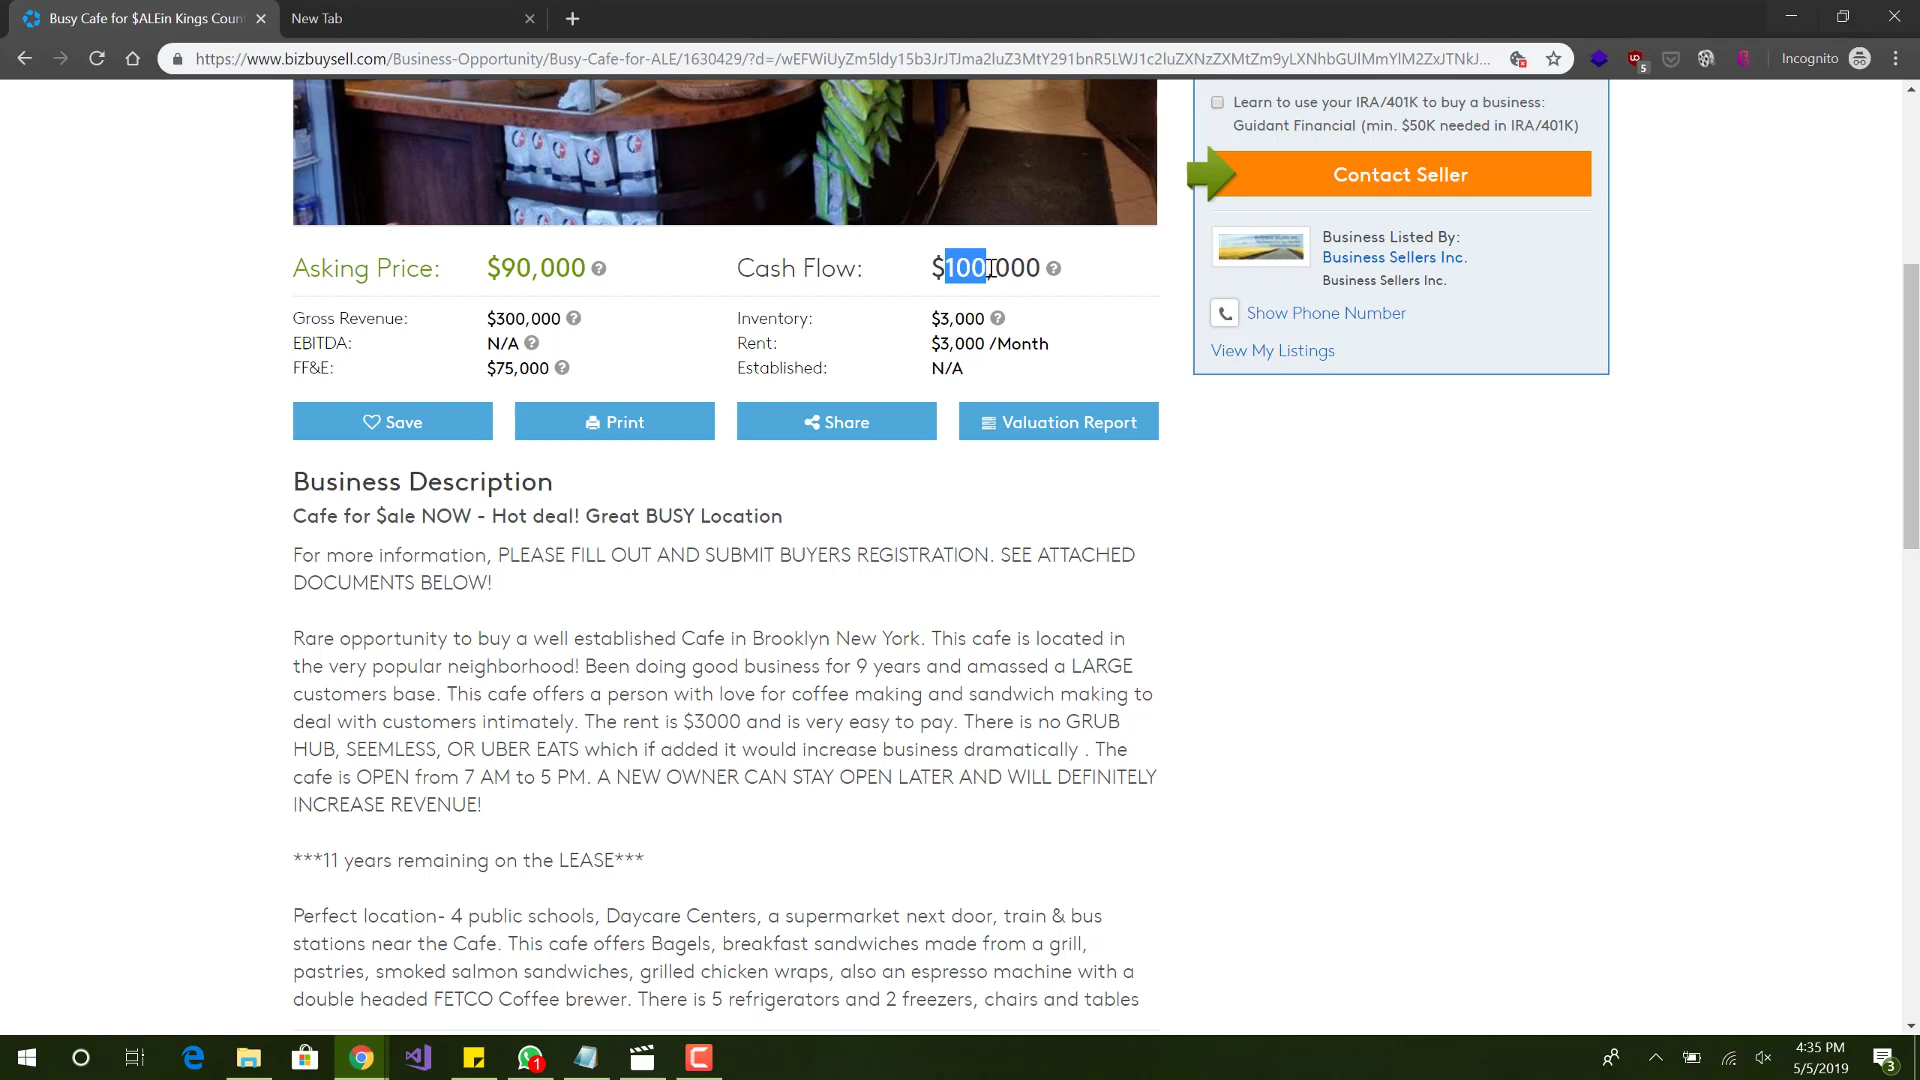 Busy Cafe for $ALEin Kings Coun
New Tab
https://www.bizbuysell.com/Business-Opportunity/Busy-Cafe-for-ALE/1630429/?d=/wEFWiUyZm5ldy15b3JrJTJma2luZ3MtY291bnR5LWJ1c2luZXNzZXMtZm9yLXNhbGUlMmYlM2ZxJTNkJ...
5
Incognito
Learn to use your IRA/401K to buy a business:
Guidant Financial (min. $50K needed in IRA/401K)
Contact Seller
Business Listed By:
Business Sellers Inc.
Business Sellers Inc.
Show Phone Number
View My Listings
Asking Price: $90,000 ? Cash Flow: $100,000 ?
Gross Revenue: $300,000 ? Inventory: $3,000 ?
EBITDA: N/A ? Rent: $3,000 /Month
FF&E: $75,000 ? Established: N/A
Save Print Share Valuation Report
Business Description
Cafe for $ale NOW - Hot deal! Great BUSY Location
For more information, PLEASE FILL OUT AND SUBMIT BUYERS REGISTRATION. SEE ATTACHED
DOCUMENTS BELOW!
Rare opportunity to buy a well established Cafe in Brooklyn New York. This cafe is located in
the very popular neighborhood! Been doing good business for 9 years and amassed a LARGE
customers base. This cafe offers a person with love for coffee making and sandwich making to
deal with customers intimately. The rent is $3000 and is very easy to pay. There is no GRUB
HUB, SEEMLESS, OR UBER EATS which if added it would increase business dramatically . The
cafe is OPEN from 7 AM to 5 PM. A NEW OWNER CAN STAY OPEN LATER AND WILL DEFINITELY
INCREASE REVENUE!
***11 years remaining on the LEASE***
Perfect location- 4 public schools, Daycare Centers, a supermarket next door, train & bus
stations near the Cafe. This cafe offers Bagels, breakfast sandwiches made from a grill,
pastries, smoked salmon sandwiches, grilled chicken wraps, also an espresso machine with a
double headed FETCO Coffee brewer. There is 5 refrigerators and 2 freezers, chairs and tables
1
4:35 PM
5/5/2019
3